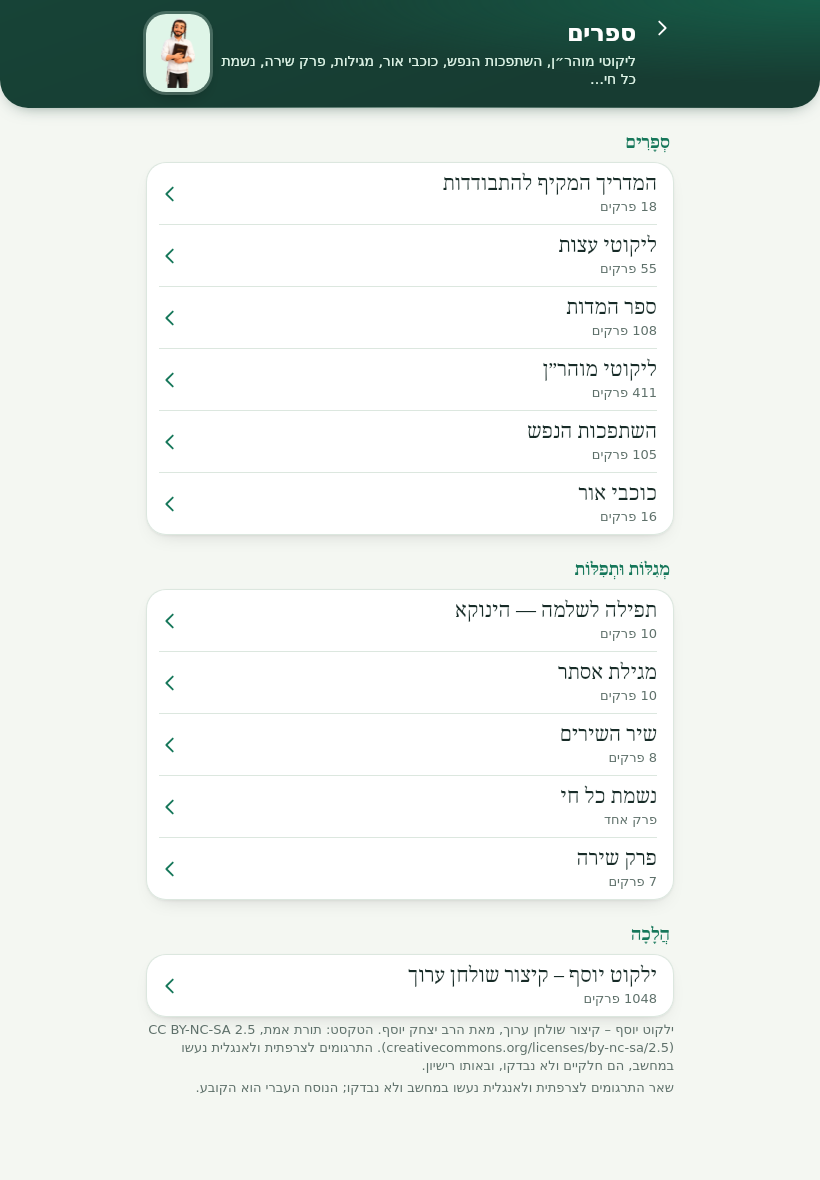 ספרים
ליקוטי מוהר״ן, השתפכות הנפש, כוכבי אור, מגילות, פרק שירה, נשמת
כל חי...
סְפָרִים
המדריך המקיף להתבודדות
18 פרקים
ליקוטי עצות
55 פרקים
ספר המדות
108 פרקים
ליקוטי מוהר״ן
411 פרקים
השתפכות הנפש
105 פרקים
כוכבי אור
16 פרקים
מְגִלּוֹת וּתְפִלּוֹת
תפילה לשלמה — הינוקא
10 פרקים
מגילת אסתר
10 פרקים
שיר השירים
8 פרקים
נשמת כל חי
פרק אחד
פרק שירה
7 פרקים
הֲלָכָה
ילקוט יוסף – קיצור שולחן ערוך
1048 פרקים
ילקוט יוסף – קיצור שולחן ערוך, מאת הרב יצחק יוסף. הטקסט: תורת אמת, CC BY-NC-SA 2.5
(creativecommons.org/licenses/by-nc-sa/2.5). התרגומים לצרפתית ולאנגלית נעשו
במחשב, הם חלקיים ולא נבדקו, ובאותו רישיון.
שאר התרגומים לצרפתית ולאנגלית נעשו במחשב ולא נבדקו; הנוסח העברי הוא הקובע.